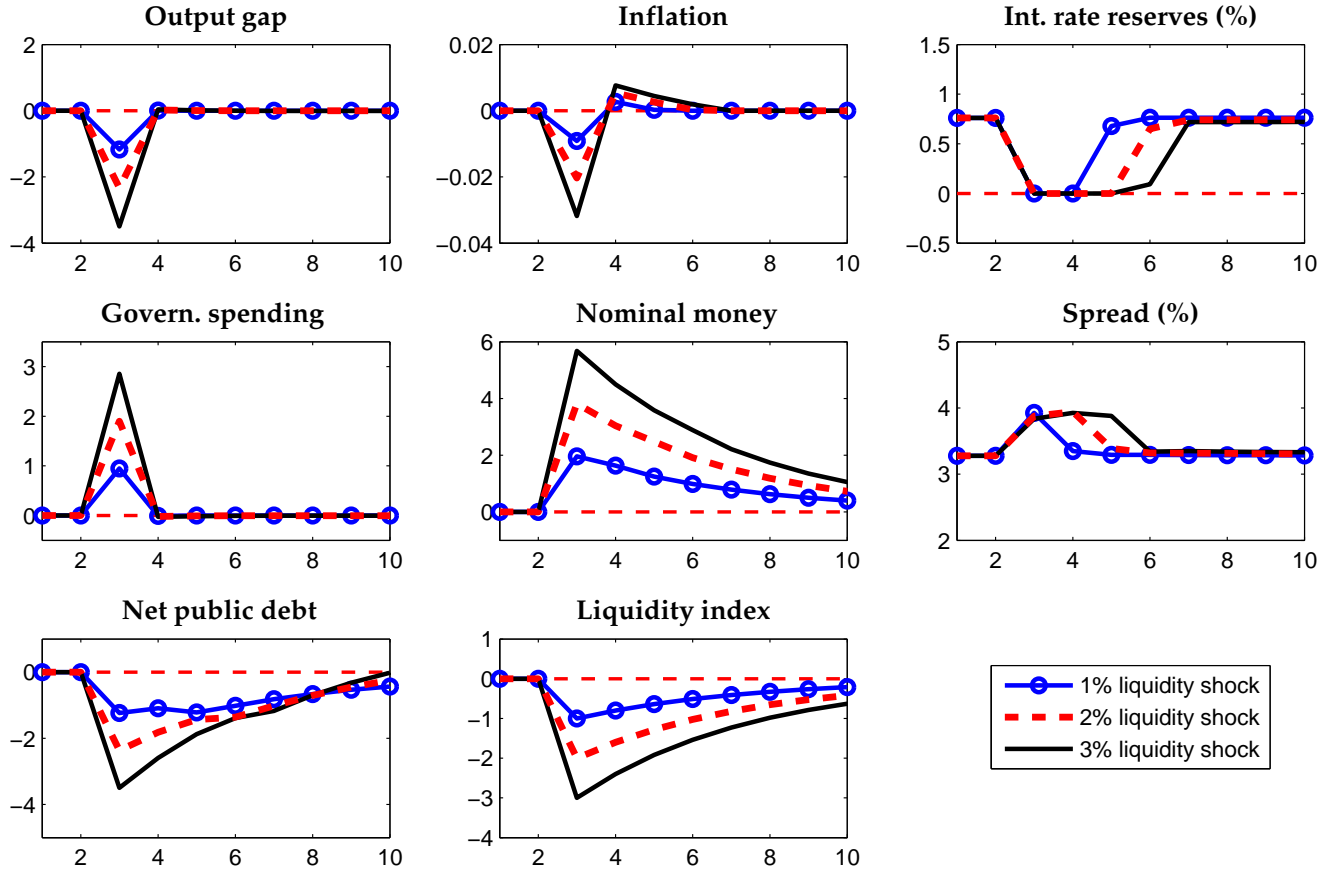 Output gap
2
0
−2
−4
2 4 6 8 10
Inflation
0.02
0
−0.02
−0.04
2 4 6 8 10
Int. rate reserves (%)
1.5
1
0.5
0
−0.5
2 4 6 8 10
Govern. spending
3
2
1
0
2 4 6 8 10
Nominal money
6
4
2
0
2 4 6 8 10
Spread (%)
5
4
3
2
2 4 6 8 10
Net public debt
0
−2
−4
2 4 6 8 10
Liquidity index
1
0
−1
−2
−3
−4
2 4 6 8 10
1% liquidity shock
2% liquidity shock
3% liquidity shock